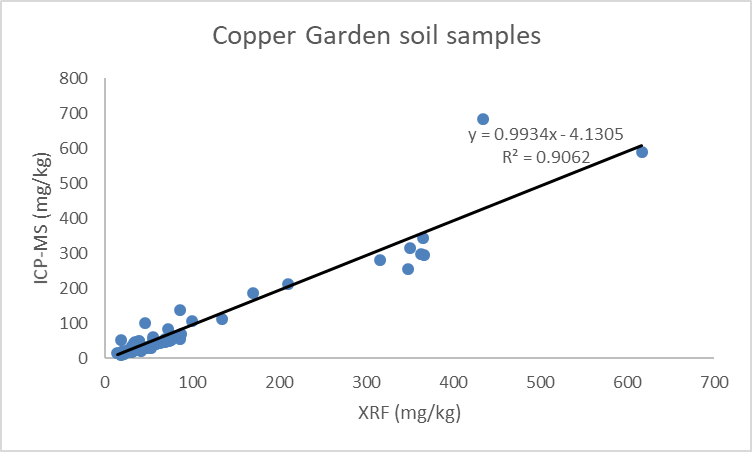 Copper Garden soil samples
800
700
600
500
400
300
200
100
0
ICP-MS (mg/kg)
y = 0.9934x - 4.1305
R² = 0.9062
0 100 200 300 400 500 600 700
XRF (mg/kg)